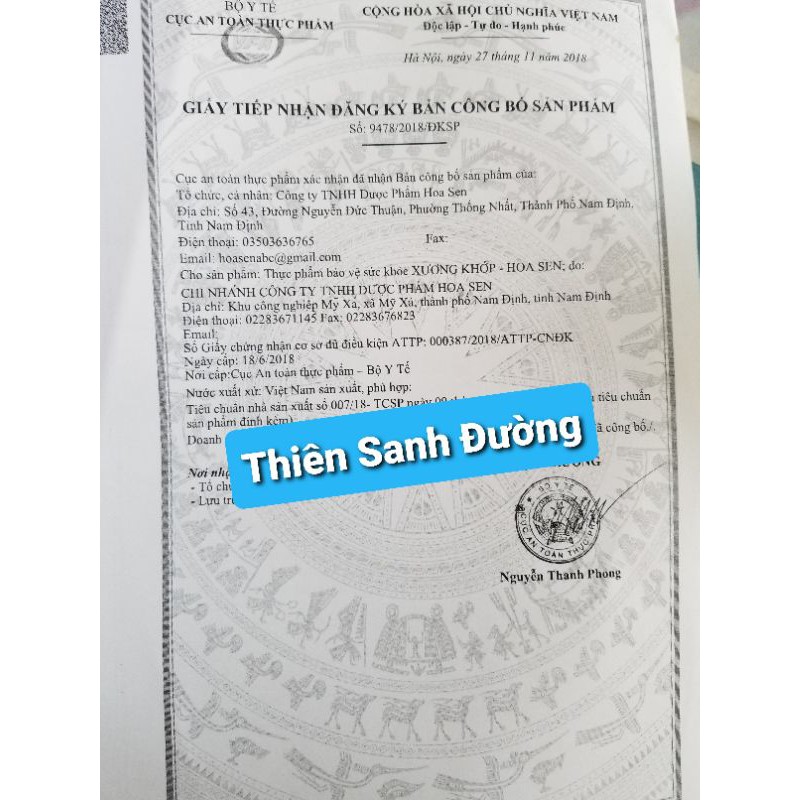 BỘ Y TẾ
CỤC AN TOÀN THỰC PHẨM
CỘNG HÒA XÃ HỘI CHỦ NGHĨA VIỆT NAM
Độc lập - Tự do - Hạnh phúc
Hà Nội, ngày 27 tháng 11 năm 2018
GIẤY TIẾP NHẬN ĐĂNG KÝ BẢN CÔNG BỐ SẢN PHẨM
Số: 9478/2018/ĐKSP
Cục an toàn thực phẩm xác nhận đã nhận Bản công bố sản phẩm của:
Tổ chức, cá nhân: Công ty TNHH Dược Phẩm Hoa Sen
Địa chỉ: Số 43, Đường Nguyễn Đức Thuận, Phường Thống Nhất, Thành Phố Nam Định,
Tỉnh Nam Định
Điện thoại: 03503636765 Fax:
Email: hoasenabc@gmail.com
Cho sản phẩm: Thực phẩm bảo vệ sức khỏe XƯƠNG KHỚP - HOA SEN; do:
CHI NHÁNH CÔNG TY TNHH DƯỢC PHẨM HOA SEN
Địa chỉ: Khu công nghiệp Mỹ Xá, xã Mỹ Xá, thành phố Nam Định, tỉnh Nam Định
Điện thoại: 02283671145 Fax: 02283676823
Email:
Số Giấy chứng nhận cơ sơ đủ điều kiện ATTP: 000387/2018/ATTP-CNĐK
Ngày cấp: 18/6/2018
Nơi cấp:Cục An toàn thực phẩm – Bộ Y Tế
Nước xuất xứ: Việt Nam sản xuất, phù hợp:
Tiêu chuẩn nhà sản xuất số 007/18- TCSP ngày tiêu chuẩn
sản phẩm đính kèm)
Doanh công bố./.
Thiên Sanh Đường
Nơi
- Tổ
- Lưu
BỘ Y TẾ
CỤC AN TOÀN THỰC PHẨM
Nguyễn Thanh Phong